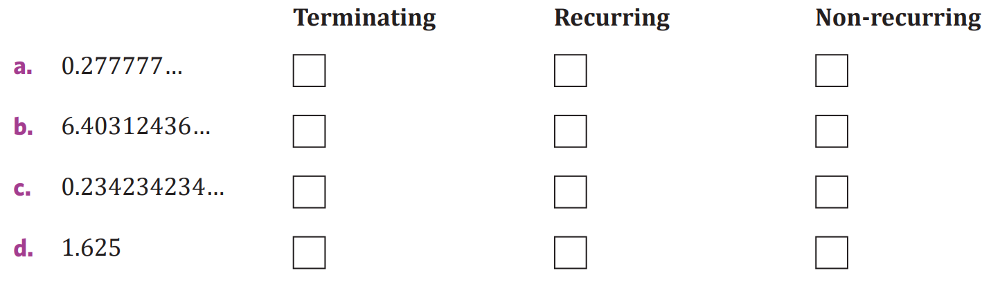 Terminating Recurring Non-recurring
a. 0.277777...
b. 6.40312436...
c. 0.234234234...
d. 1.625